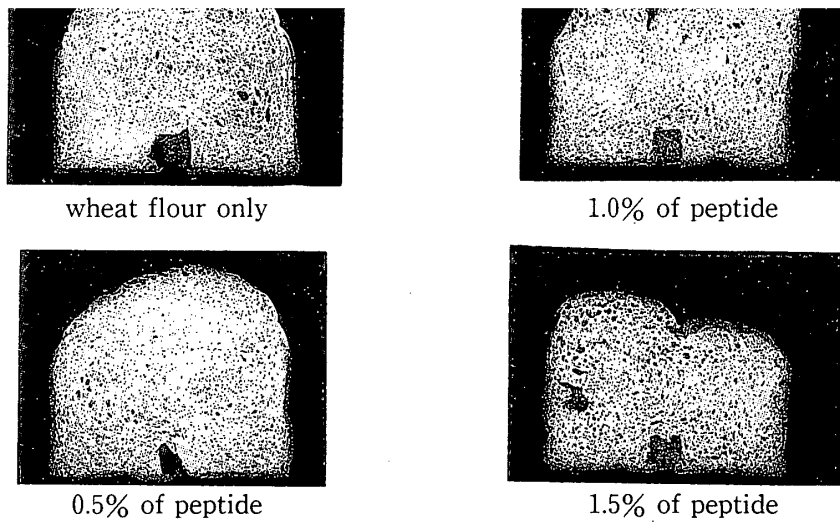 wheat flour only
1.0% of peptide
0.5% of peptide
1.5% of peptide